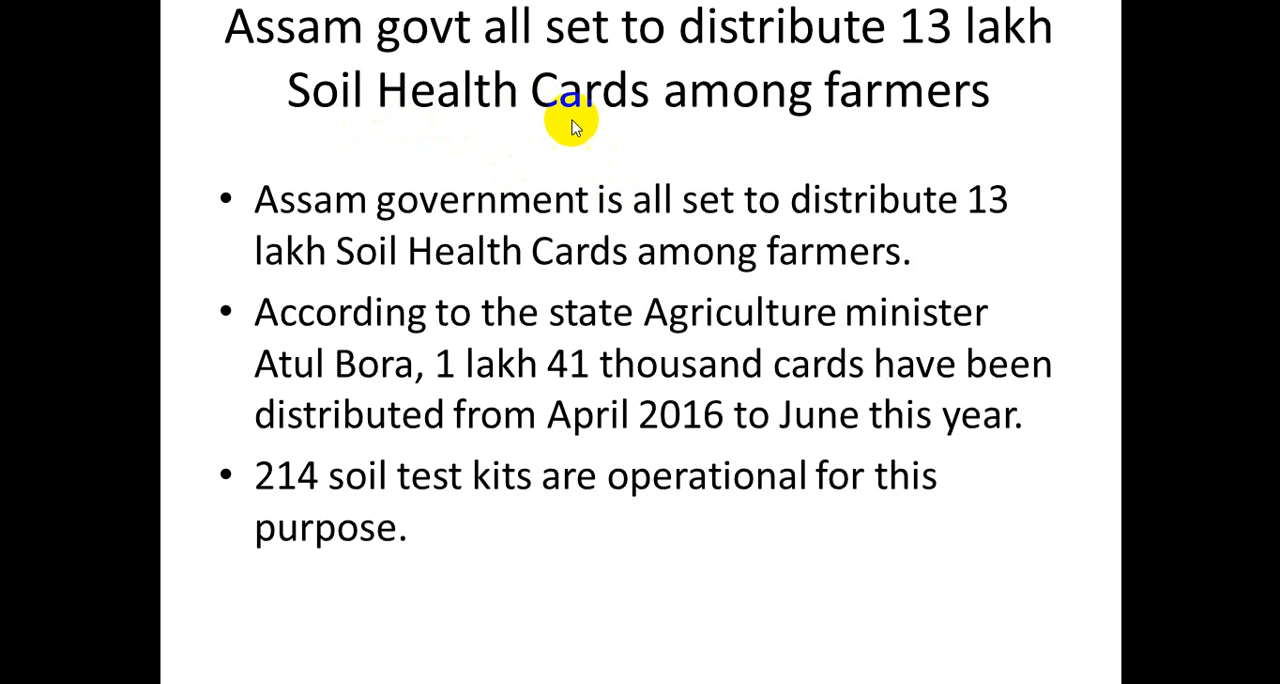 Assam govt all set to distribute 13 lakh
Soil Health Cards among farmers
• Assam government is all set to distribute 13
lakh Soil Health Cards among farmers.
• According to the state Agriculture minister
Atul Bora, 1 lakh 41 thousand cards have been
distributed from April 2016 to June this year.
• 214 soil test kits are operational for this
purpose.